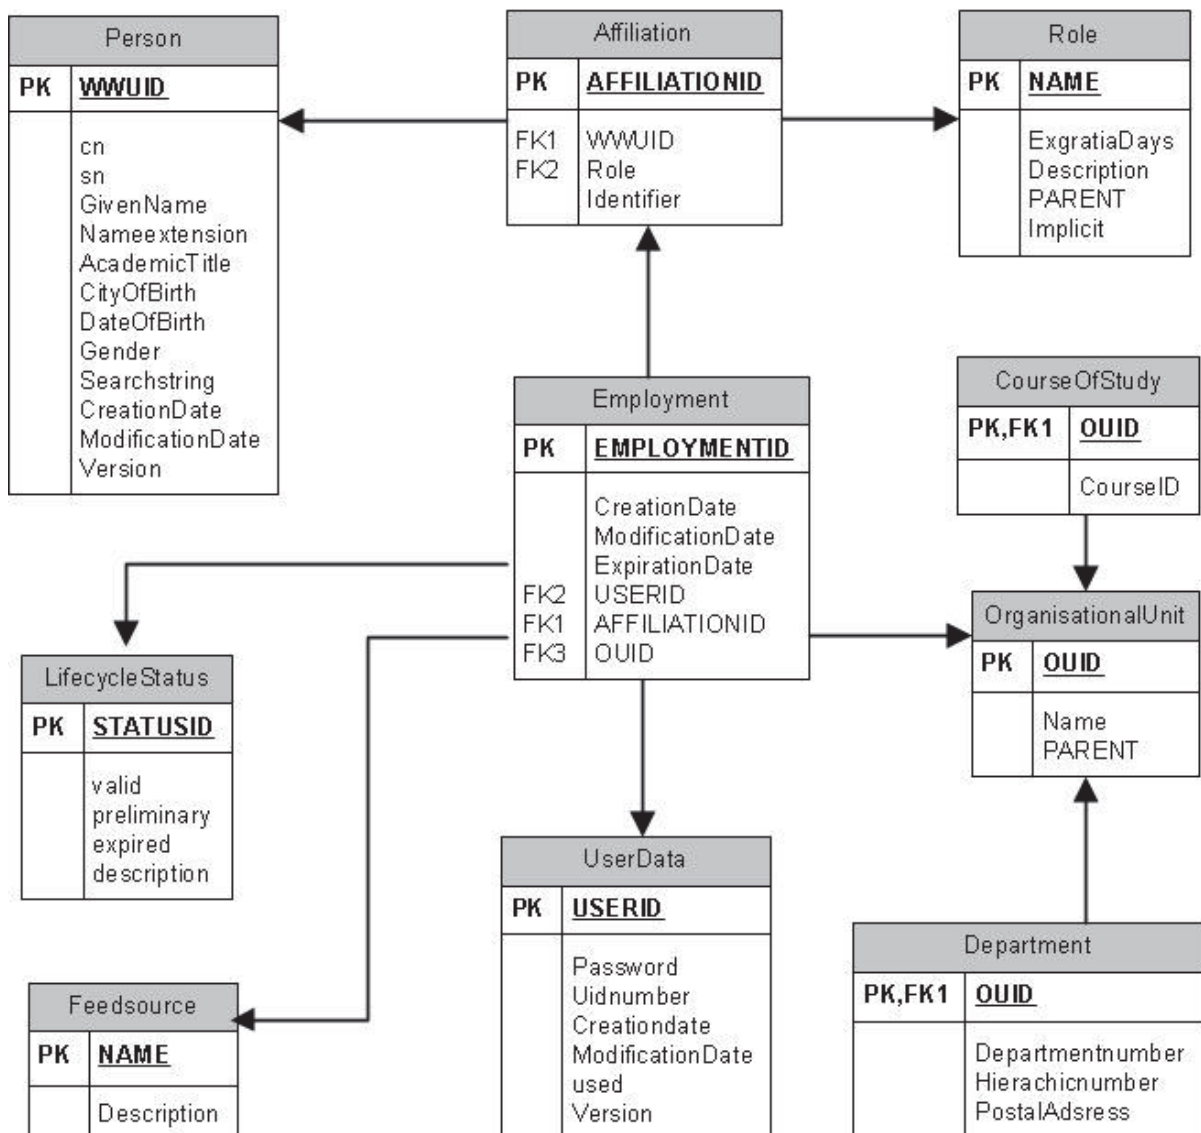 Person
PK WWUID
cn
sn
GivenName
Nameextension
AcademicTitle
CityOfBirth
DateOfBirth
Gender
Searchstring
CreationDate
ModificationDate
Version
Affiliation
PK AFFILIATIONID
FK1 WWUID
FK2 Role
Identifier
Role
PK NAME
ExgratiaDays
Description
PARENT
Implicit
Employment
PK EMPLOYMENTID
CreationDate
ModificationDate
ExpirationDate
FK2 USERID
FK1 AFFILIATIONID
FK3 OUID
CourseOfStudy
PK,FK1 OUID
CourseID
OrganisationalUnit
PK OUID
Name
PARENT
LifecycleStatus
PK STATUSID
valid
preliminary
expired
description
UserData
PK USERID
Password
Uidnumber
Creationdate
ModificationDate
used
Version
Department
PK,FK1 OUID
Departmentnumber
Hierachicnumber
PostalAdsress
Feedsource
PK NAME
Description